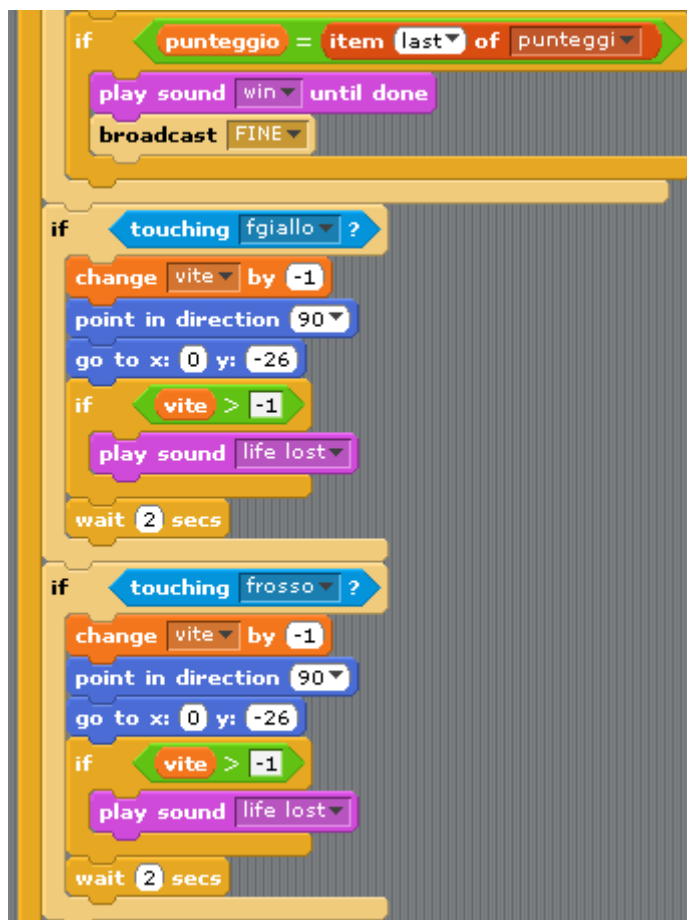 if punteggio = item last of punteggi
play sound win until done
broadcast FINE
if touching fgiallo ?
change vite by -1
point in direction 90
go to x: 0 y: -26
if vite > -1
play sound life lost
wait 2 secs
if touching frosso ?
change vite by -1
point in direction 90
go to x: 0 y: -26
if vite > -1
play sound life lost
wait 2 secs